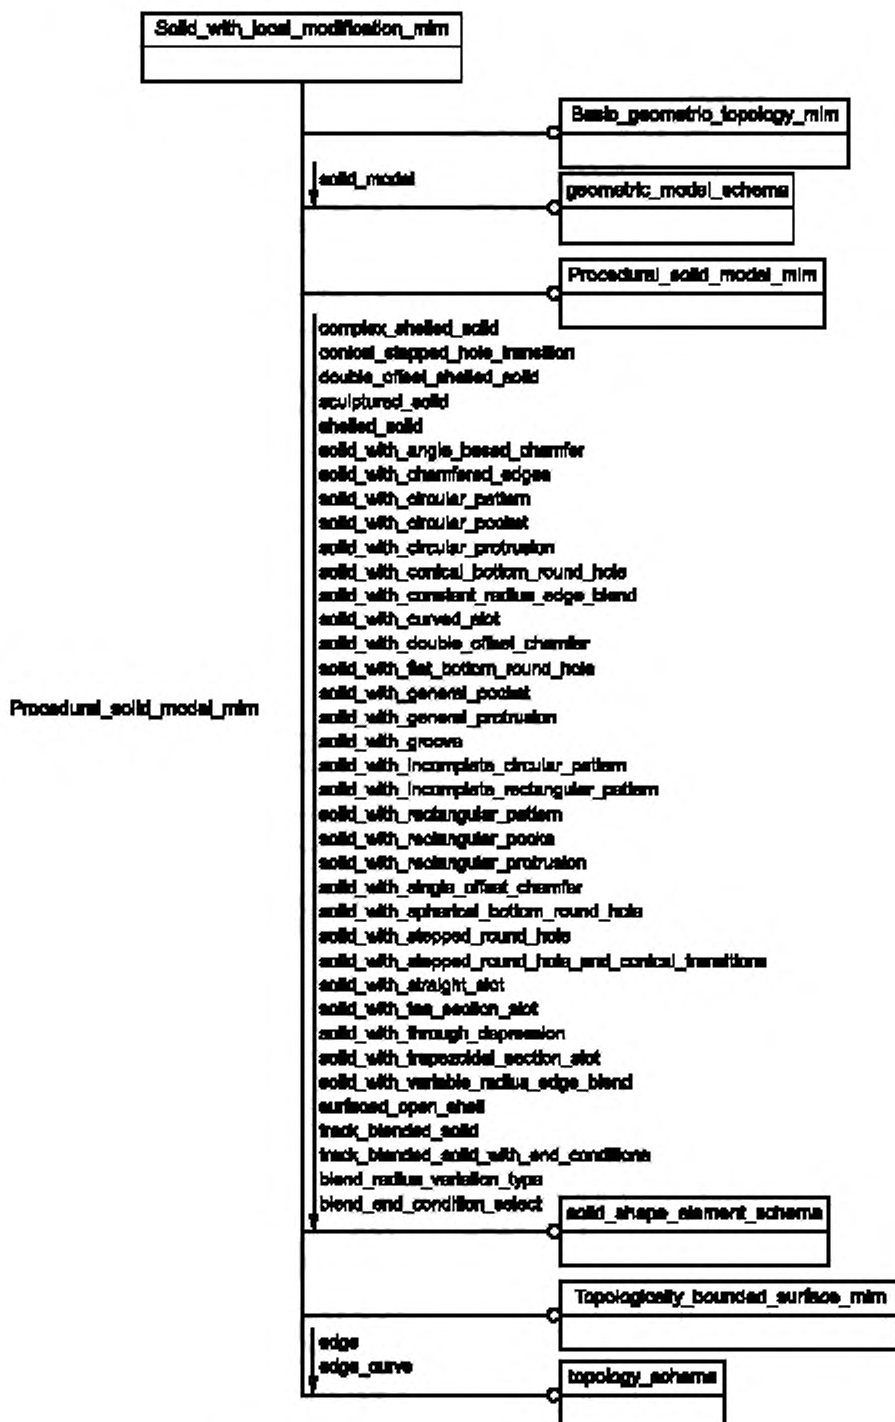 Solid_with_local_modification_mim
Basic_geometric_topology_mim
solid_model
geometric_model_schema
Procedural_solid_model_mim
complex_shelled_solid
conical_stepped_hole_transition
double_offset_shelled_solid
sculptured_solid
shelled_solid
solid_with_angle_based_chamfer
solid_with_chamfered_edges
solid_with_circular_pattern
solid_with_circular_pocket
solid_with_circular_protrusion
solid_with_conical_bottom_round_hole
solid_with_constant_radius_edge_blend
solid_with_curved_slot
solid_with_double_offset_chamfer
solid_with_flat_bottom_round_hole
solid_with_general_pocket
Procedural_solid_model_mim
solid_with_general_protrusion
solid_with_groove
solid_with_incomplete_circular_pattern
solid_with_incomplete_rectangular_pattern
solid_with_rectangular_pattern
solid_with_rectangular_pocke
solid_with_rectangular_protrusion
solid_with_single_offset_chamfer
solid_with_spherical_bottom_round_hole
solid_with_stepped_round_hole
solid_with_stepped_round_hole_and_conical_transitions
solid_with_straight_slot
solid_with_tee_section_slot
solid_with_through_depression
solid_with_trapezoidal_section_slot
solid_with_variable_radius_edge_blend
surfaced_open_shell
track_blended_solid
track_blended_solid_with_end_conditions
blend_radius_variation_type
blend_end_condition_select
solid_shape_element_schema
Topologically_bounded_surface_mim
edge
edge_curve
topology_schema